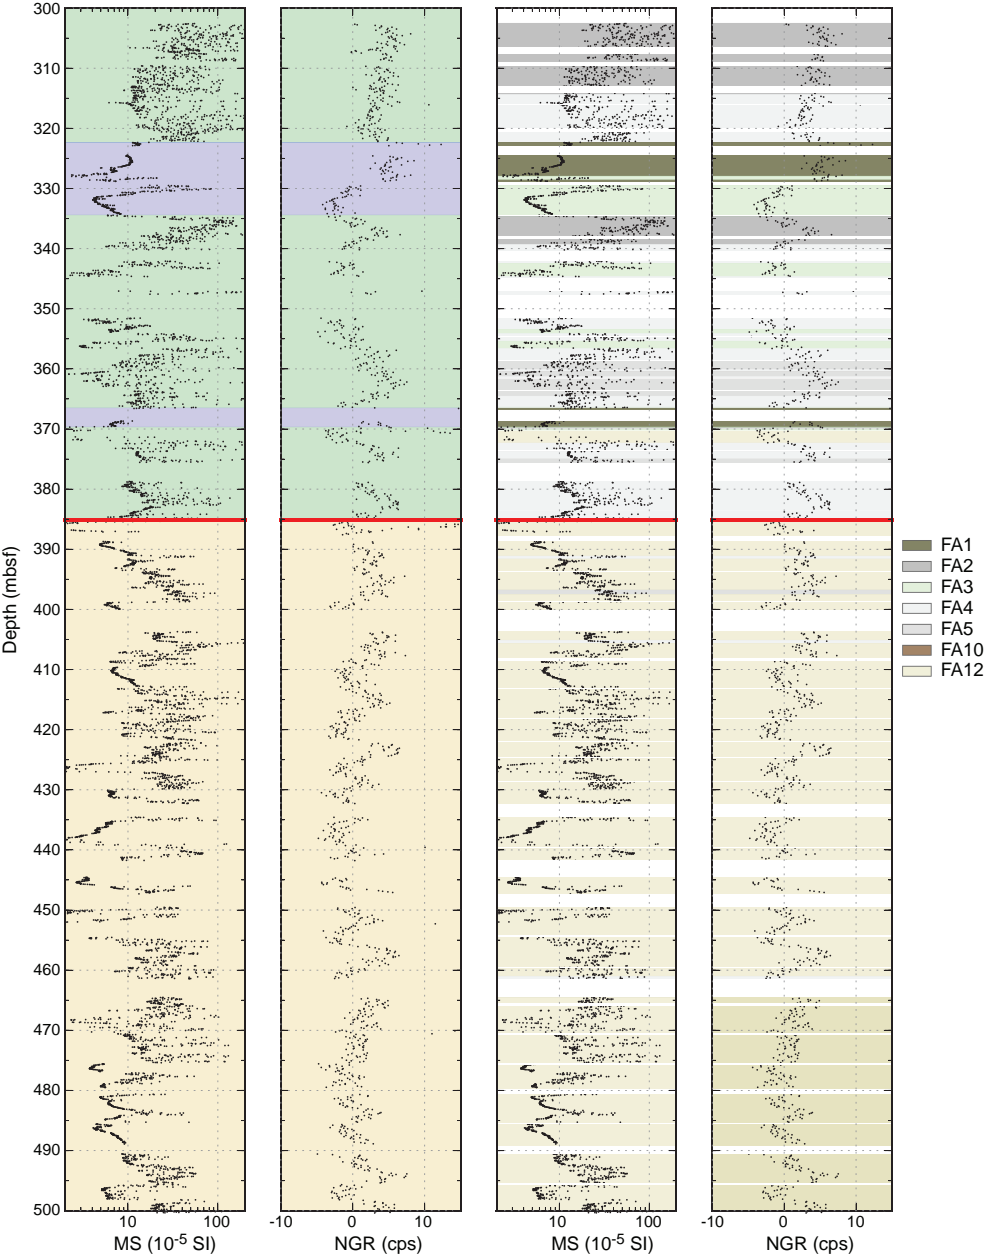 300
310
320
330
340
350
360
370
380
390
400
410
420
430
440
450
460
470
480
490
500
Depth (mbsf)
10 100
MS (10-5 SI)
-10 0 10
NGR (cps)
10 100
MS (10-5 SI)
-10 0 10
NGR (cps)
FA1
FA2
FA3
FA4
FA5
FA10
FA12